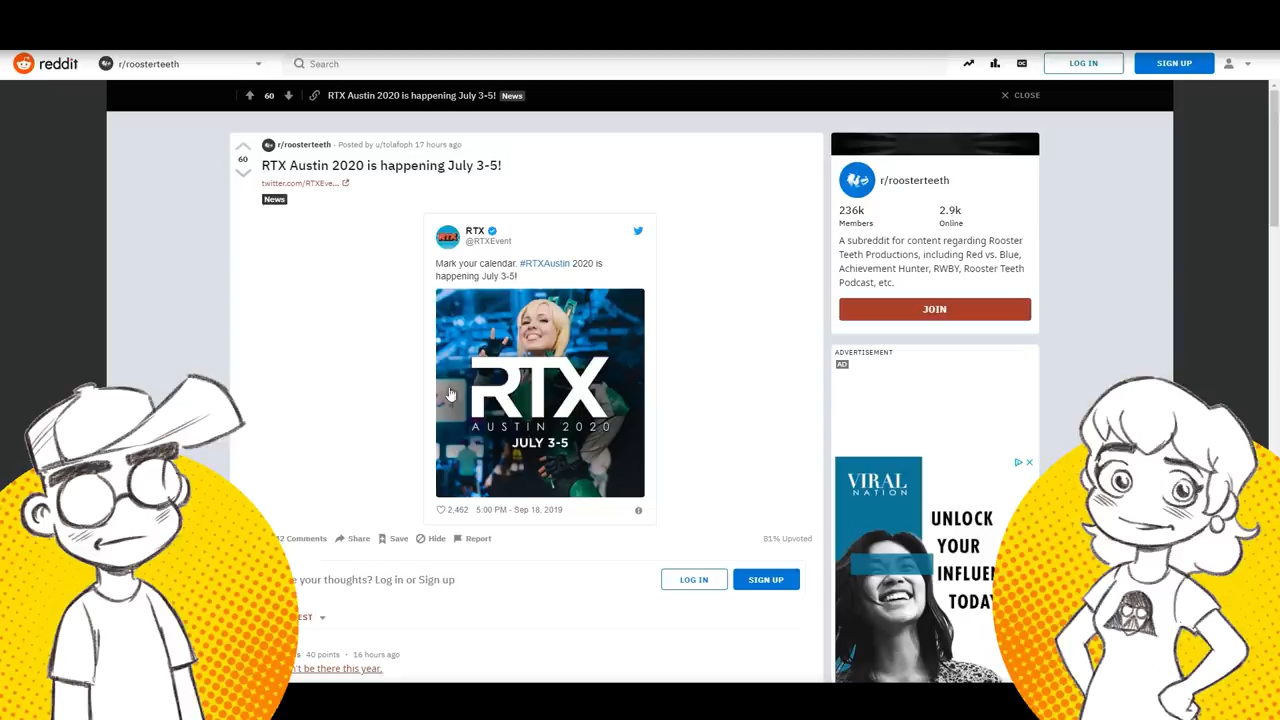 reddit
r/roosterteeth
Search
LOG IN
SIGN UP
60
RTX Austin 2020 is happening July 3-5!
News
CLOSE
r/roosterteeth · Posted by u/tolafoph 17 hours ago
60
RTX Austin 2020 is happening July 3-5!
twitter.com/RTXEve...
News
RTX
@RTXEvent
Mark your calendar. #RTXAustin 2020 is
happening July 3-5!
RTX
AUSTIN 2020
JULY 3-5
2,462
5:00 PM - Sep 18, 2019
2 Comments
Share
Save
Hide
Report
81% Upvoted
e your thoughts? Log in or Sign up
LOG IN
SIGN UP
EST
40 points · 16 hours ago
't be there this year.
r/roosterteeth
236k
2.9k
Members
Online
A subreddit for content regarding Rooster
Teeth Productions, including Red vs. Blue,
Achievement Hunter, RWBY, Rooster Teeth
Podcast, etc.
JOIN
ADVERTISEMENT
AD
VIRAL
NATION
UNLOCK
YOUR
INFLUEN
TODA